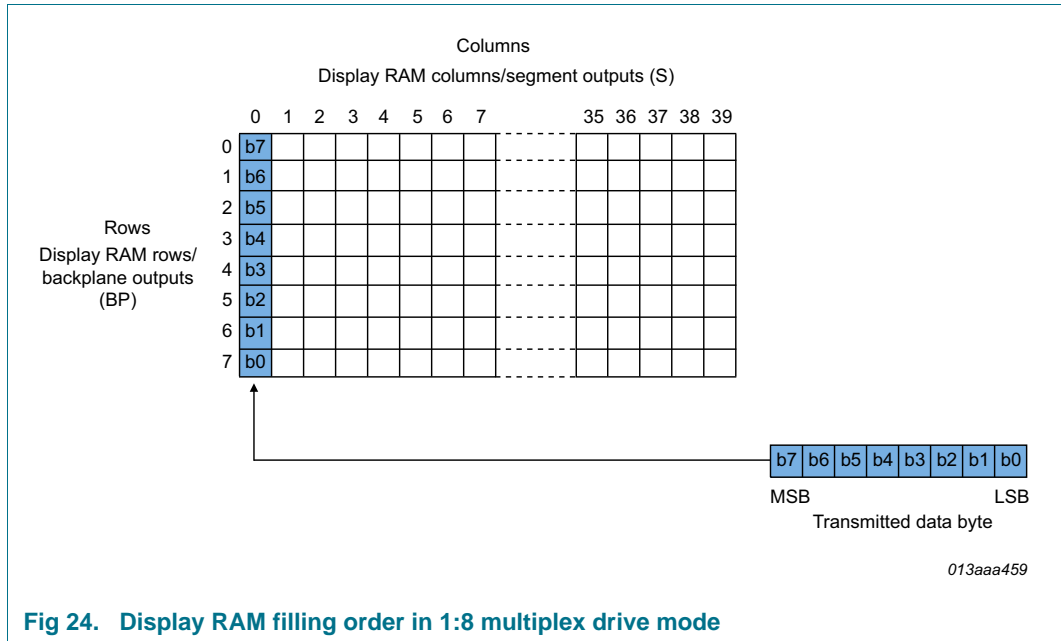 Columns
Display RAM columns/segment outputs (S)
0 1 2 3 4 5 6 7 35 36 37 38 39
0 b7
1 b6
2 b5
3 b4
4 b3
5 b2
6 b1
7 b0
Rows
Display RAM rows/
backplane outputs
(BP)
b7 b6 b5 b4 b3 b2 b1 b0
MSB LSB
Transmitted data byte
013aaa459
Fig 24. Display RAM filling order in 1:8 multiplex drive mode